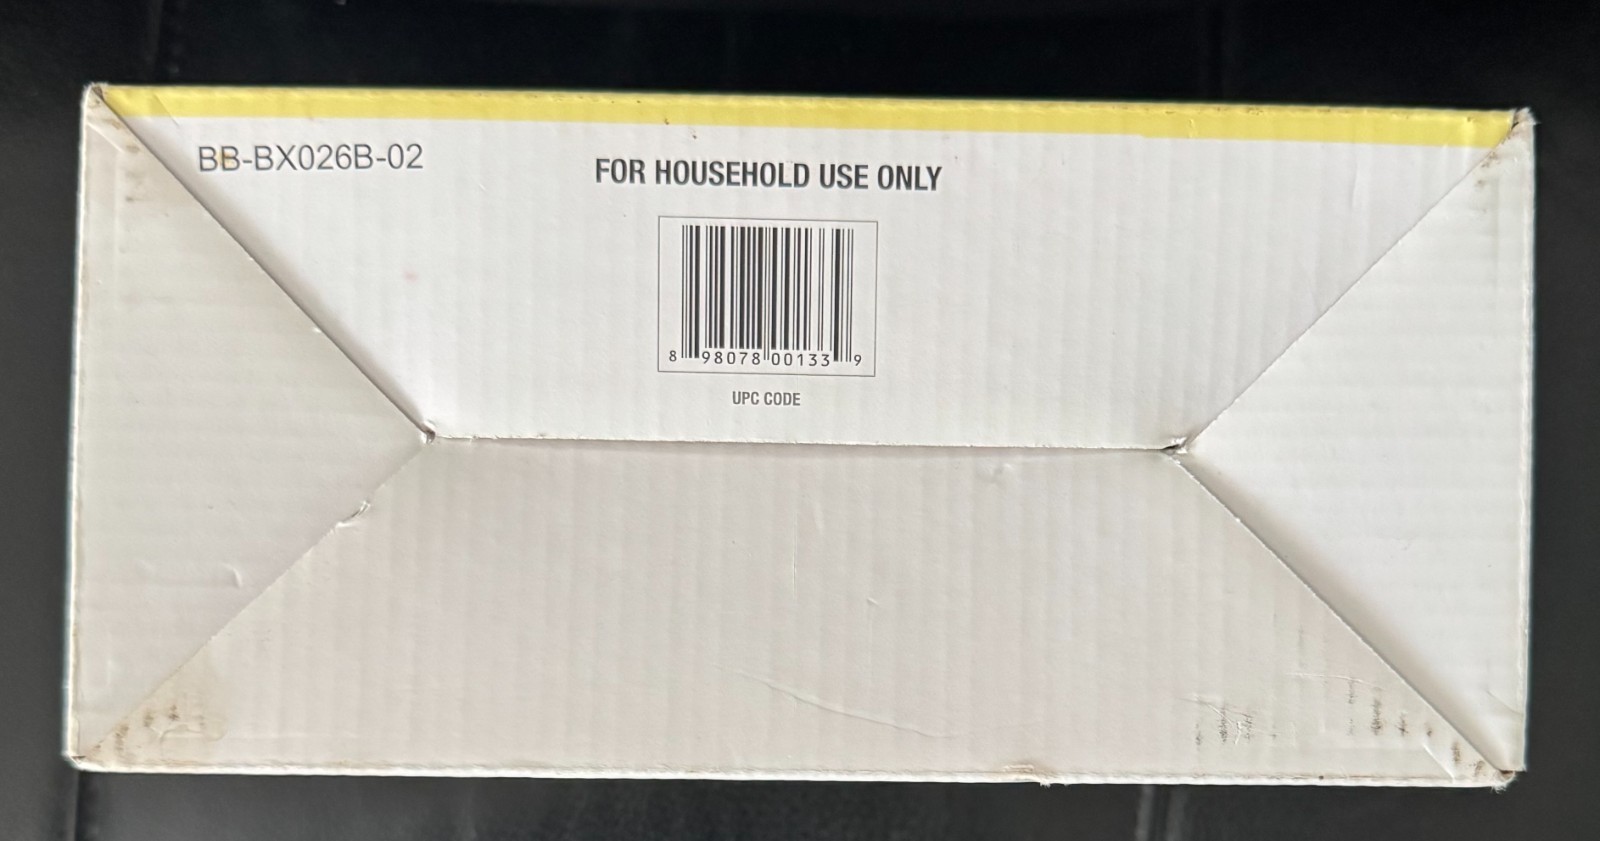 BB-BX026B-02
FOR HOUSEHOLD USE ONLY
8 98078 00133 9
UPC CODE